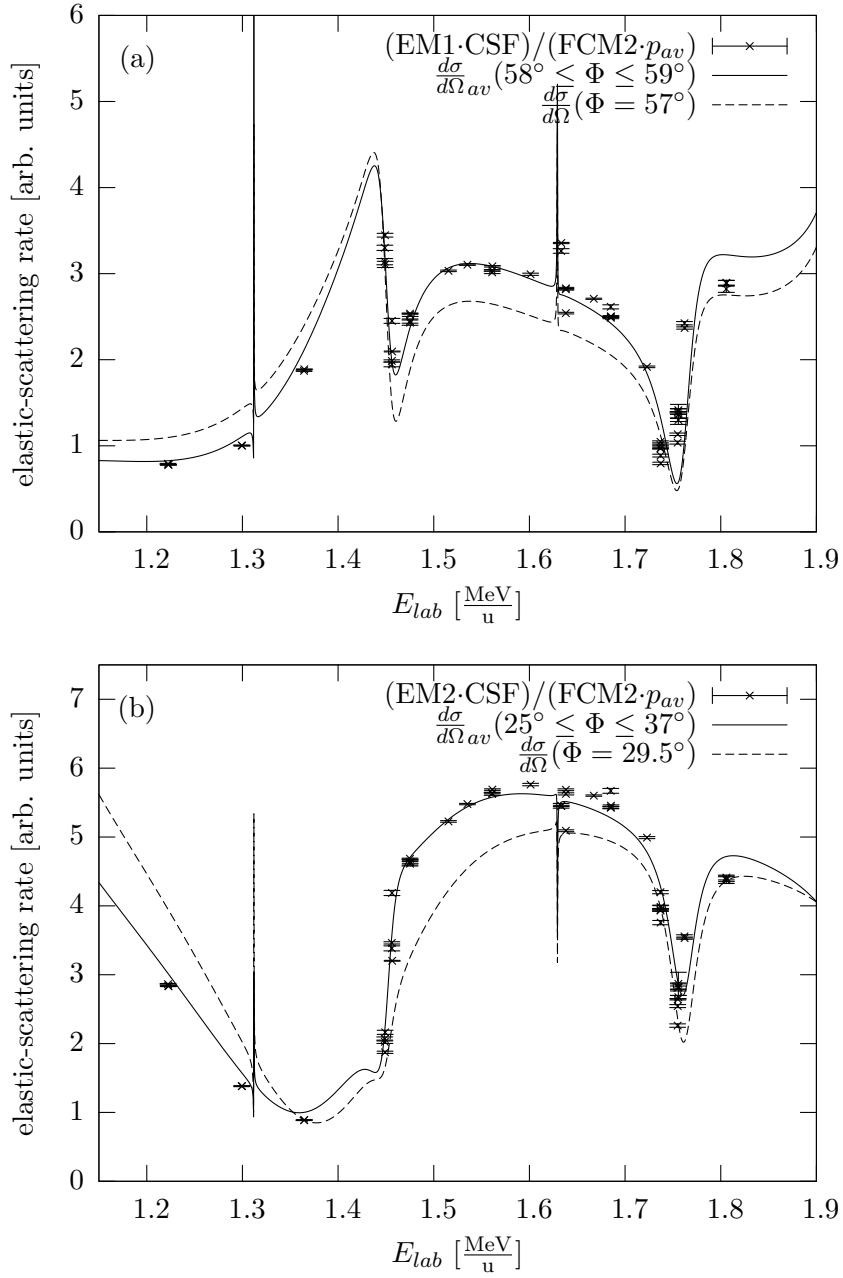 (a)
(EM1·CSF)/(FCM2·p_av)
dσ/dΩ_av(58° ≤ Φ ≤ 59°)
dσ/dΩ(Φ = 57°)
elastic-scattering rate [arb. units]
6
5
4
3
2
1
0
1.2 1.3 1.4 1.5 1.6 1.7 1.8 1.9
E_lab [MeV/u]
(b)
(EM2·CSF)/(FCM2·p_av)
dσ/dΩ_av(25° ≤ Φ ≤ 37°)
dσ/dΩ(Φ = 29.5°)
elastic-scattering rate [arb. units]
7
6
5
4
3
2
1
0
1.2 1.3 1.4 1.5 1.6 1.7 1.8 1.9
E_lab [MeV/u]